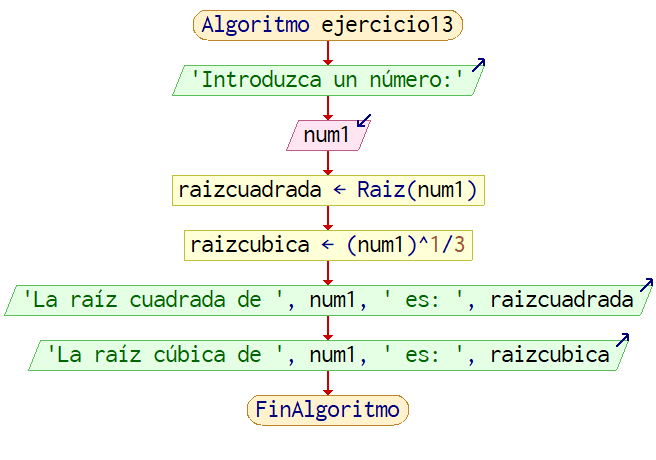 Algoritmo ejercicio13
'Introduzca un número:'
num1
raizcuadrada ← Raiz(num1)
raizcubica ← (num1)^1/3
'La raíz cuadrada de ', num1, ' es: ', raizcuadrada
'La raíz cúbica de ', num1, ' es: ', raizcubica
FinAlgoritmo